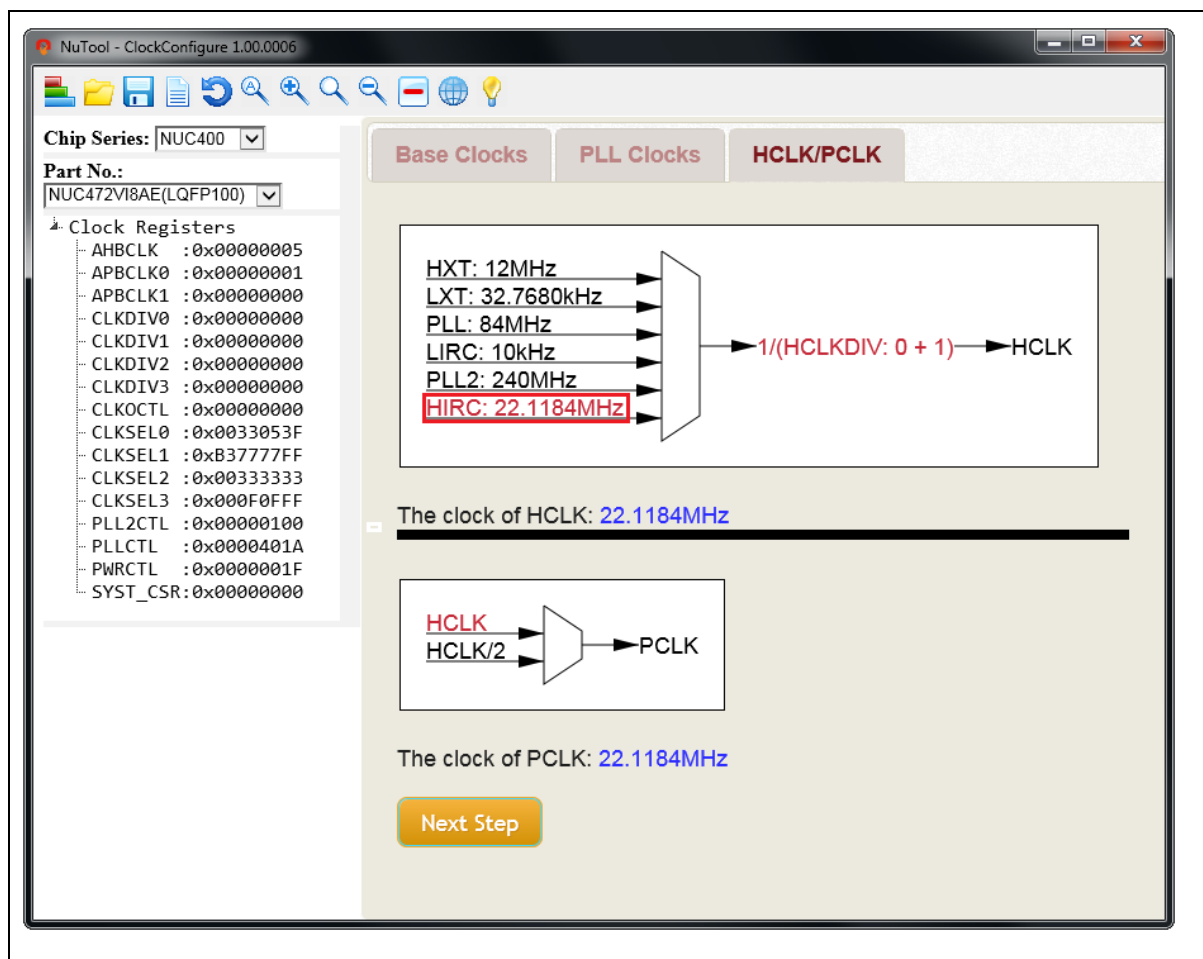 NuTool - ClockConfigure 1.00.0006
Chip Series: NUC400
Part No.:
NUC472VI8AE(LQFP100)
Clock Registers
AHBCLK :0x00000005
APBCLK0 :0x00000001
APBCLK1 :0x00000000
CLKDIV0 :0x00000000
CLKDIV1 :0x00000000
CLKDIV2 :0x00000000
CLKDIV3 :0x00000000
CLKOCTL :0x00000000
CLKSEL0 :0x0033053F
CLKSEL1 :0xB37777FF
CLKSEL2 :0x00333333
CLKSEL3 :0x000F0FFF
PLL2CTL :0x00000100
PLLCTL :0x0000401A
PWRCTL :0x0000001F
SYST_CSR:0x00000000
Base Clocks PLL Clocks HCLK/PCLK
HXT: 12MHz
LXT: 32.7680kHz
PLL: 84MHz
LIRC: 10kHz
PLL2: 240MHz
HIRC: 22.1184MHz
1/(HCLKDIV: 0 + 1) HCLK
The clock of HCLK: 22.1184MHz
HCLK
HCLK/2
PCLK
The clock of PCLK: 22.1184MHz
Next Step